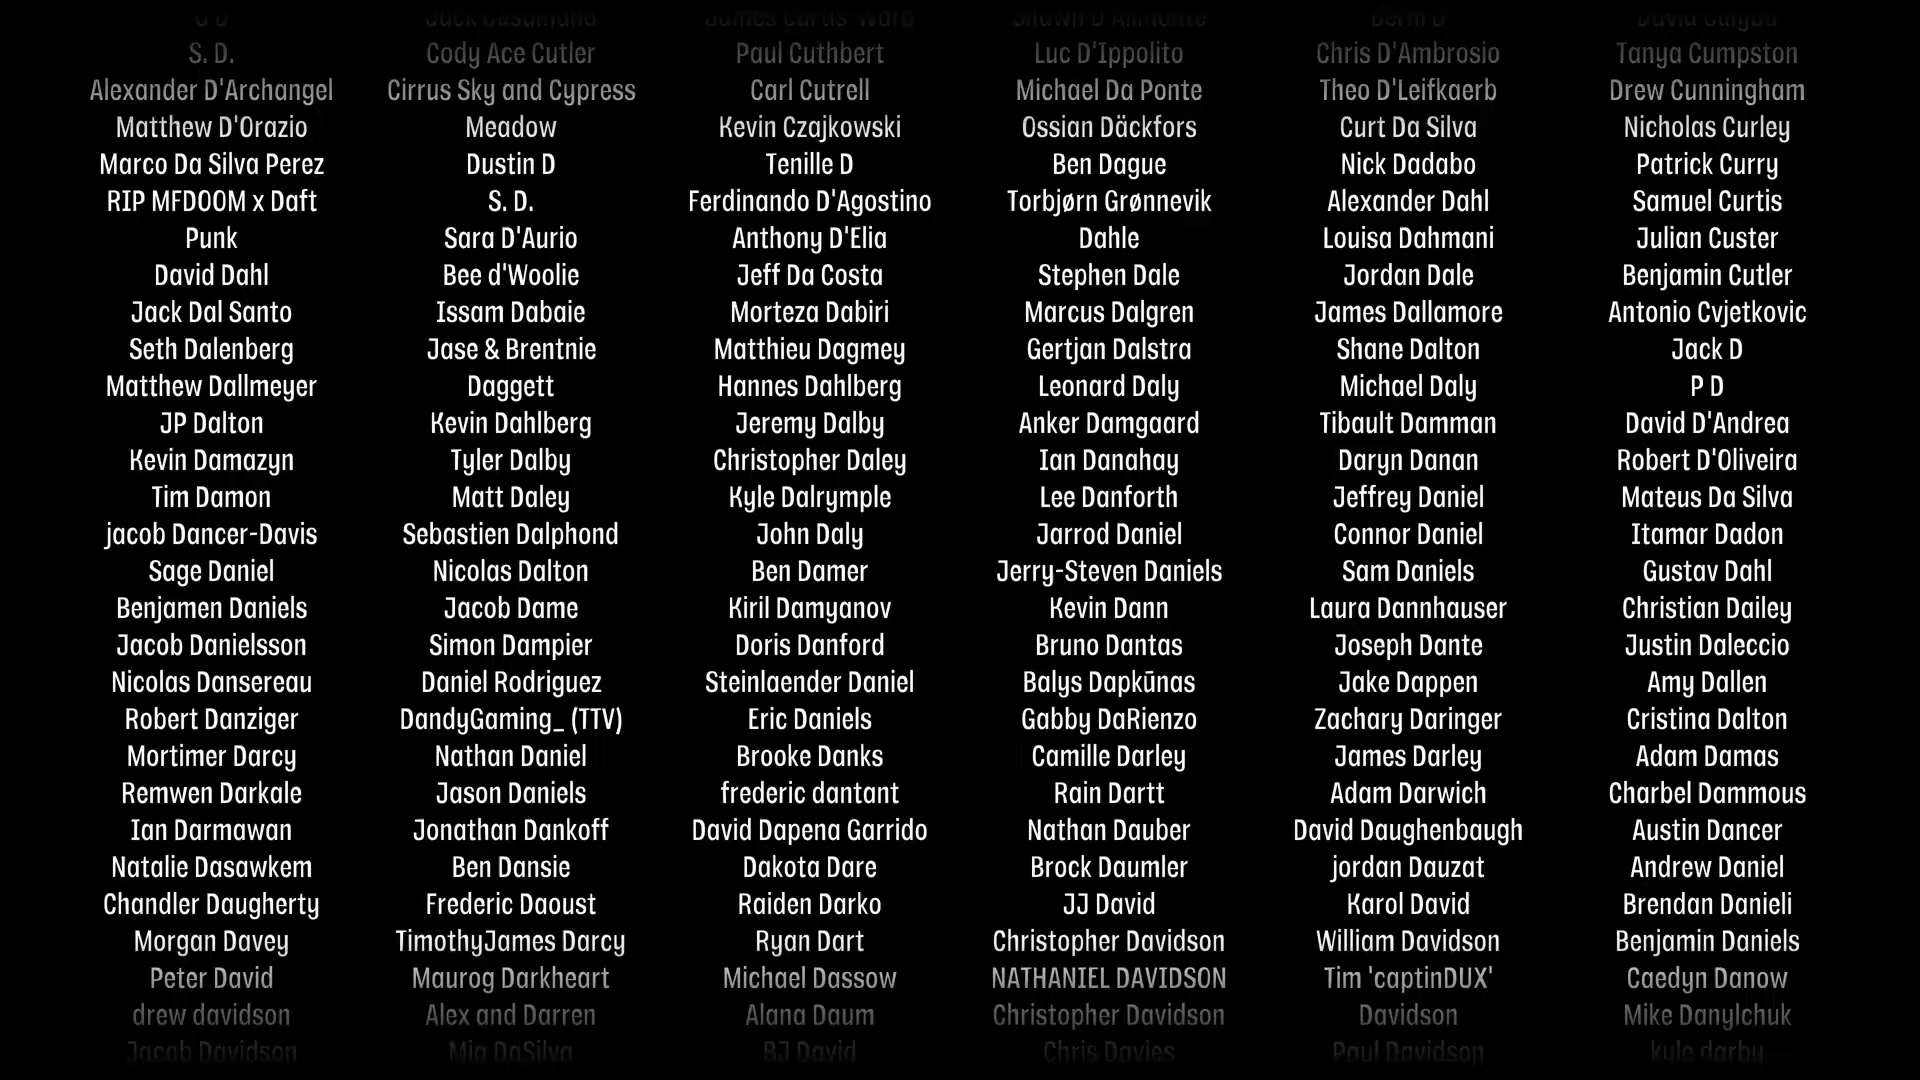 S. D.
Alexander D'Archangel
Matthew D'Orazio
Marco Da Silva Perez
RIP MFDOOM x Daft
Punk
David Dahl
Jack Dal Santo
Seth Dalenberg
Matthew Dallmeyer
JP Dalton
Kevin Damazyn
Tim Damon
jacob Dancer-Davis
Sage Daniel
Benjamen Daniels
Jacob Danielsson
Nicolas Dansereau
Robert Danziger
Mortimer Darcy
Remwen Darkale
Ian Darmawan
Natalie Dasawkem
Chandler Daugherty
Morgan Davey
Peter David
drew davidson
Jacob Davidson
Cody Ace Cutler
Cirrus Sky and Cypress
Meadow
Dustin D
S. D.
Sara D'Aurio
Bee d'Woolie
Issam Dabaie
Jase & Brentnie
Daggett
Kevin Dahlberg
Tyler Dalby
Matt Daley
Sebastien Dalphond
Nicolas Dalton
Jacob Dame
Simon Dampier
Daniel Rodriguez
DandyGaming_ (TTV)
Nathan Daniel
Jason Daniels
Jonathan Dankoff
Ben Dansie
Frederic Daoust
TimothyJames Darcy
Maurog Darkheart
Alex and Darren
Mia DaSilva
Paul Cuthbert
Carl Cutrell
Kevin Czajkowski
Tenille D
Ferdinando D'Agostino
Anthony D'Elia
Jeff Da Costa
Morteza Dabiri
Matthieu Dagmey
Hannes Dahlberg
Jeremy Dalby
Christopher Daley
Kyle Dalrymple
John Daly
Ben Damer
Kiril Damyanov
Doris Danford
Steinlaender Daniel
Eric Daniels
Brooke Danks
frederic dantant
David Dapena Garrido
Dakota Dare
Raiden Darko
Ryan Dart
Michael Dassow
Alana Daum
BJ David
Luc D'Ippolito
Michael Da Ponte
Ossian Däckfors
Ben Dague
Torbjørn Grønnevik
Dahle
Stephen Dale
Marcus Dalgren
Gertjan Dalstra
Leonard Daly
Anker Damgaard
Ian Danahay
Lee Danforth
Jarrod Daniel
Jerry-Steven Daniels
Kevin Dann
Bruno Dantas
Balys Dapkūnas
Gabby DaRienzo
Camille Darley
Rain Dartt
Nathan Dauber
Brock Daumler
JJ David
Christopher Davidson
NATHANIEL DAVIDSON
Christopher Davidson
Chris Davies
Chris D'Ambrosio
Theo D'Leifkaerb
Curt Da Silva
Nick Dadabo
Alexander Dahl
Louisa Dahmani
Jordan Dale
James Dallamore
Shane Dalton
Michael Daly
Tibault Damman
Daryn Danan
Jeffrey Daniel
Connor Daniel
Sam Daniels
Laura Dannhauser
Joseph Dante
Jake Dappen
Zachary Daringer
James Darley
Adam Darwich
David Daughenbaugh
jordan Dauzat
Karol David
William Davidson
Tim 'captinDUX'
Davidson
Paul Davidson
Tanya Cumpston
Drew Cunningham
Nicholas Curley
Patrick Curry
Samuel Curtis
Julian Custer
Benjamin Cutler
Antonio Cvjetkovic
Jack D
P D
David D'Andrea
Robert D'Oliveira
Mateus Da Silva
Itamar Dadon
Gustav Dahl
Christian Dailey
Justin Daleccio
Amy Dallen
Cristina Dalton
Adam Damas
Charbel Dammous
Austin Dancer
Andrew Daniel
Brendan Danieli
Benjamin Daniels
Caedyn Danow
Mike Danylchuk
kyle darby